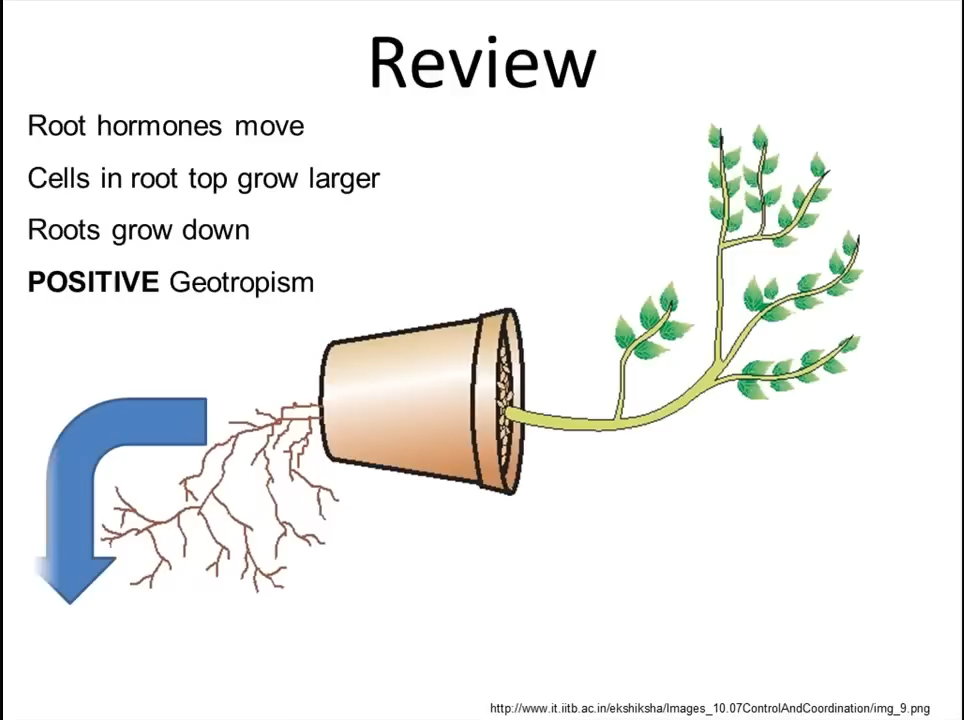 Review
Root hormones move
Cells in root top grow larger
Roots grow down
POSITIVE Geotropism
http://www.it.iitb.ac.in/ekshiksha/Images_10.07ControlAndCoordination/img_9.png